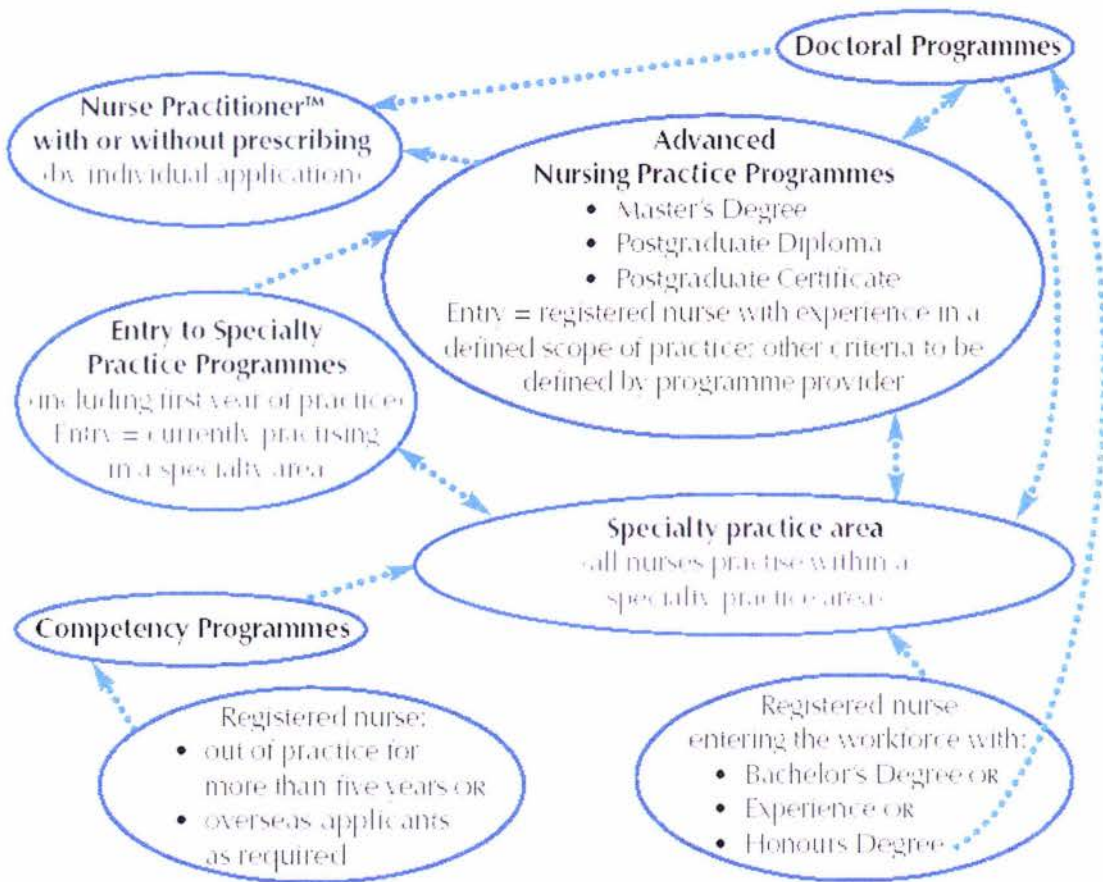 Doctoral Programmes
Nurse Practitioner™
with or without prescribing
(by individual application)
Advanced
Nursing Practice Programmes
• Master's Degree
• Postgraduate Diploma
• Postgraduate Certificate
Entry = registered nurse with experience in a
defined scope of practice; other criteria to be
defined by programme provider
Entry to Specialty
Practice Programmes
(including first year of practice)
Entry = currently practising
in a specialty area
Specialty practice area
(all nurses practise within a
specialty practice area)
Competency Programmes
Registered nurse:
• out of practice for
more than five years OR
• overseas applicants
as required
Registered nurse
entering the workforce with:
• Bachelor's Degree OR
• Experience OR
• Honours Degree